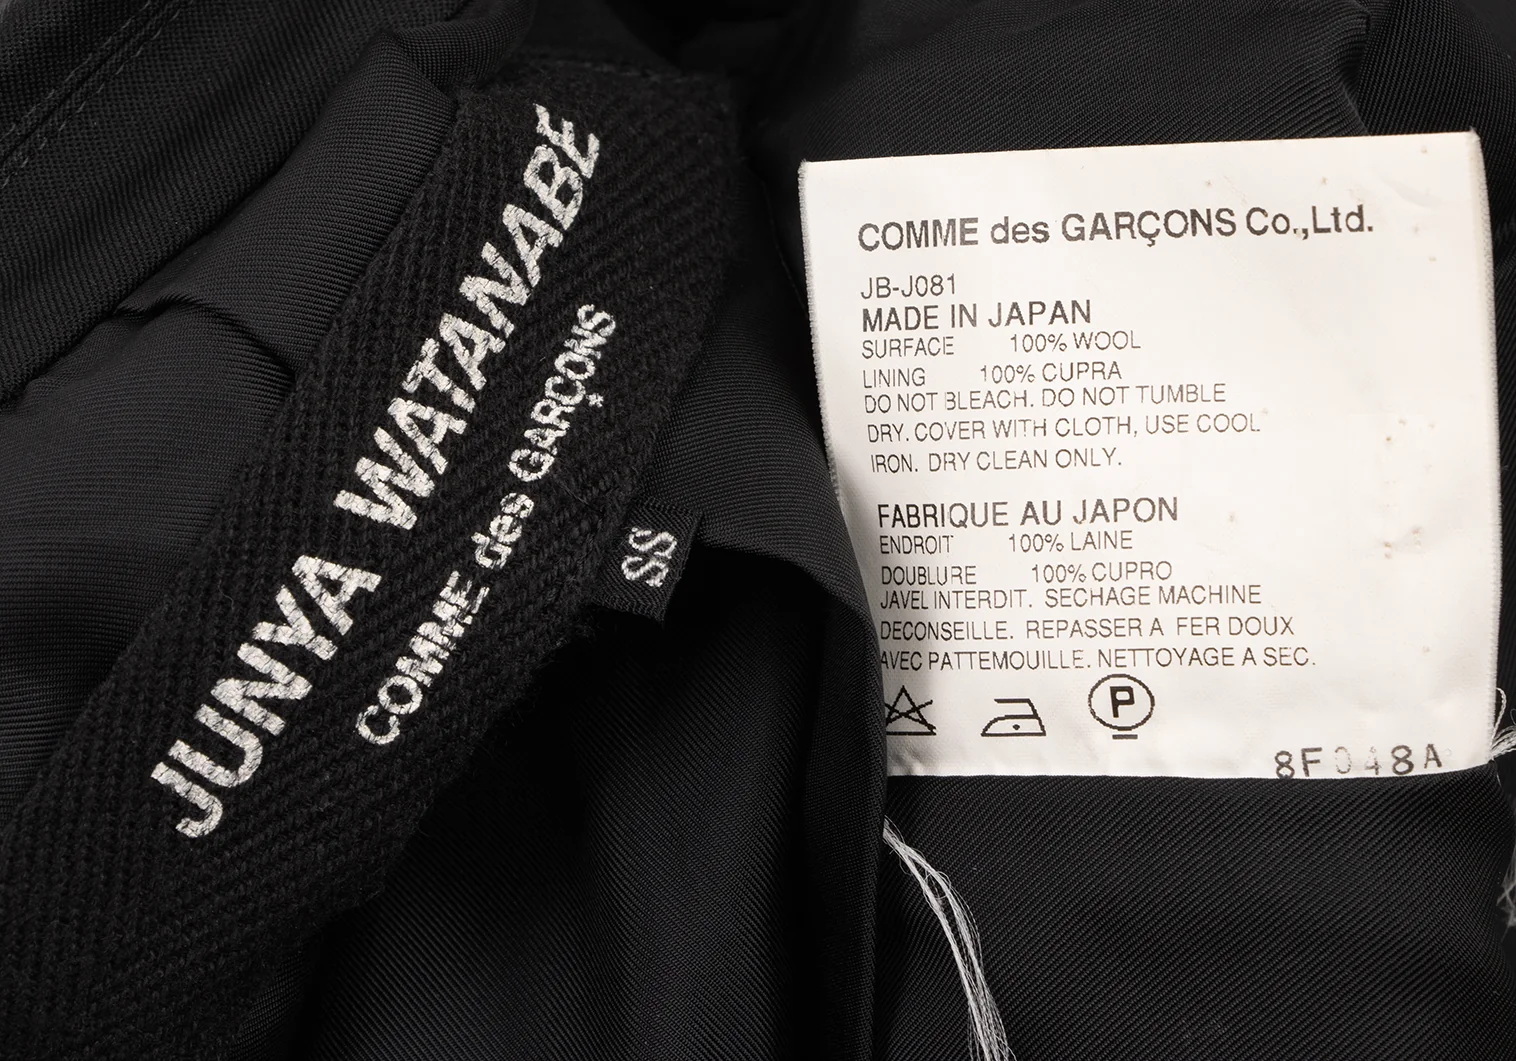 JUNYA WATANABE
COMME des GARÇONS
SS
COMME des GARÇONS Co.,Ltd.
JB-J081
MADE IN JAPAN
SURFACE 100% WOOL
LINING 100% CUPRA
DO NOT BLEACH. DO NOT TUMBLE
DRY. COVER WITH CLOTH, USE COOL
IRON. DRY CLEAN ONLY.
FABRIQUE AU JAPON
ENDROIT 100% LAINE
DOUBLURE 100% CUPRO
JAVEL INTERDIT. SECHAGE MACHINE
DECONSEILLE. REPASSER A FER DOUX
AVEC PATTEMOUILLE. NETTOYAGE A SEC.
P
8F048A